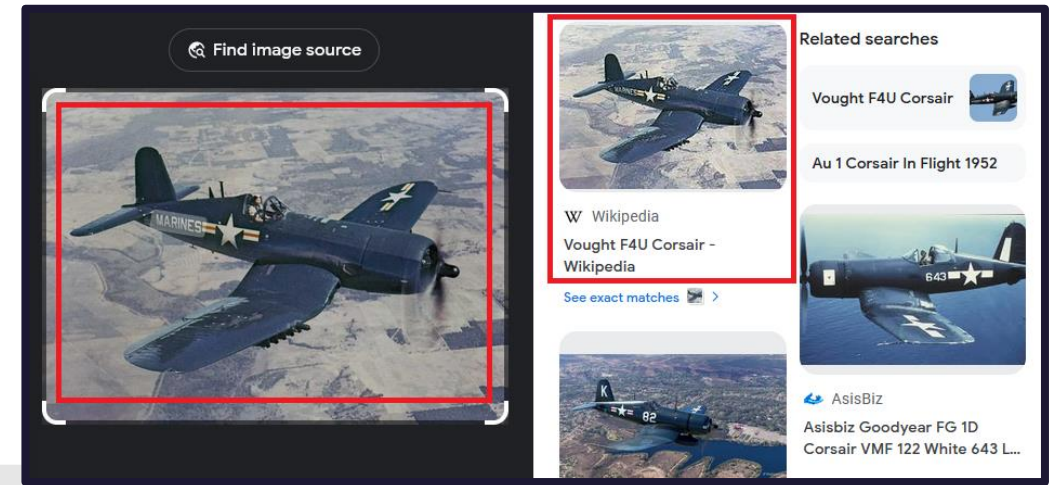 Find image source
MARINES
W Wikipedia
Vought F4U Corsair -
Wikipedia
See exact matches
K
82
Related searches
Vought F4U Corsair
Au 1 Corsair In Flight 1952
643
AsisBiz
Asisbiz Goodyear FG 1D
Corsair VMF 122 White 643 L...